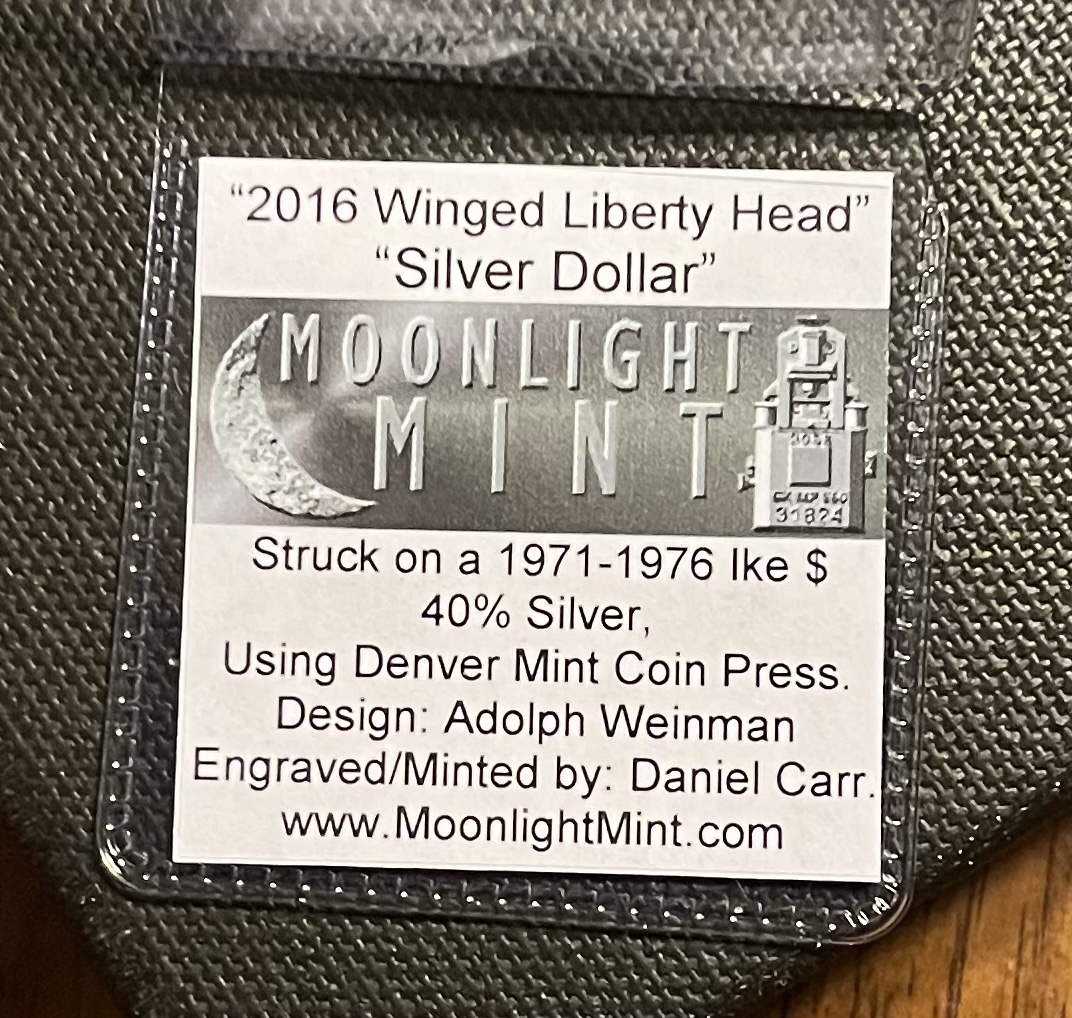 “2016 Winged Liberty Head”
“Silver Dollar”
MOONLIGHT
MINT
31824
Struck on a 1971-1976 Ike $
40% Silver,
Using Denver Mint Coin Press.
Design: Adolph Weinman
Engraved/Minted by: Daniel Carr.
www.MoonlightMint.com